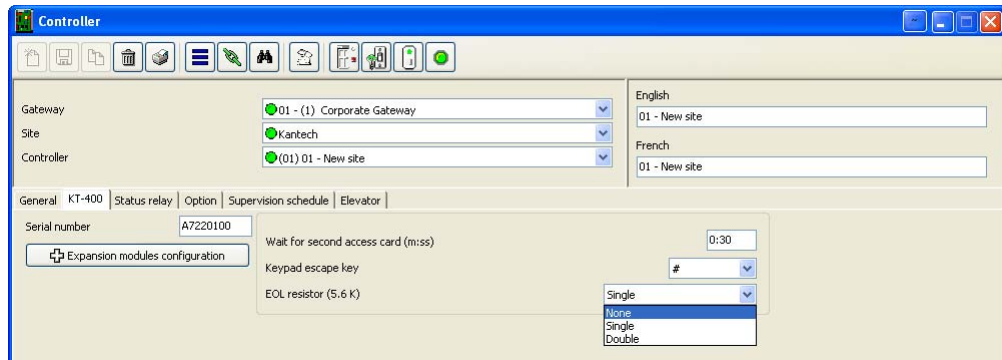 Controller
English
Gateway
01 - (1) Corporate Gateway
01 - New site
Site
Kantech
French
Controller
(01) 01 - New site
01 - New site
General KT-400 Status relay Option Supervision schedule Elevator
Serial number
A7220100
Wait for second access card (m:ss)
0:30
Expansion modules configuration
Keypad escape key
#
EOL resistor (5.6 K)
Single
None
Single
Double